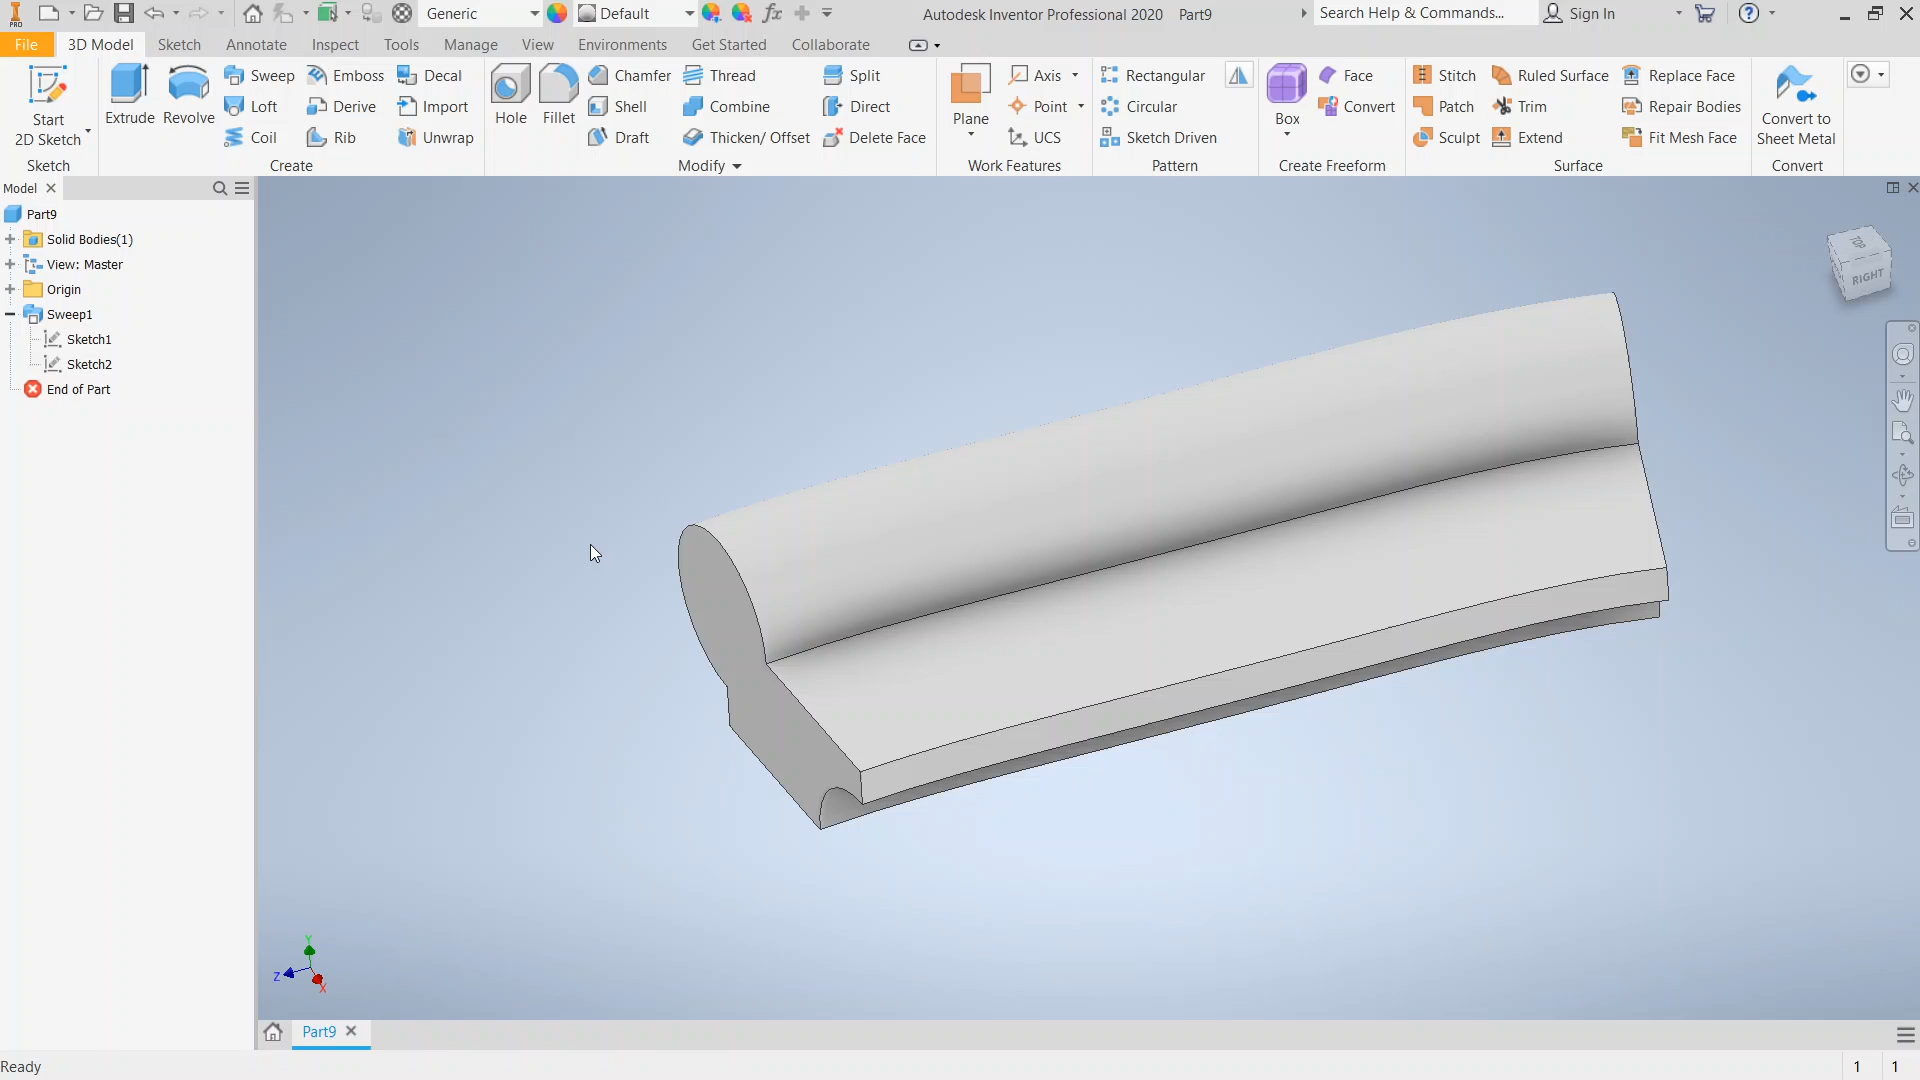 PRO Generic Default fx Autodesk Inventor Professional 2020 Part9 Search Help & Commands... Sign In ?
File 3D Model Sketch Annotate Inspect Tools Manage View Environments Get Started Collaborate
Sweep Emboss Decal Chamfer Thread Split Axis Rectangular Face Stitch Ruled Surface Replace Face
Loft Derive Import Shell Combine Direct Point Circular Convert Patch Trim Repair Bodies
Start Extrude Revolve Hole Fillet Plane Box Convert to
2D Sketch Coil Rib Unwrap Draft Thicken/ Offset Delete Face UCS Sketch Driven Sculpt Extend Fit Mesh Face Sheet Metal
Sketch Create Modify Work Features Pattern Create Freeform Surface Convert
Model
Part9
Solid Bodies(1)
View: Master
Origin
Sweep1
Sketch1
Sketch2
End of Part
TOP
RIGHT
Y
Z
X
Part9
Ready 1 1